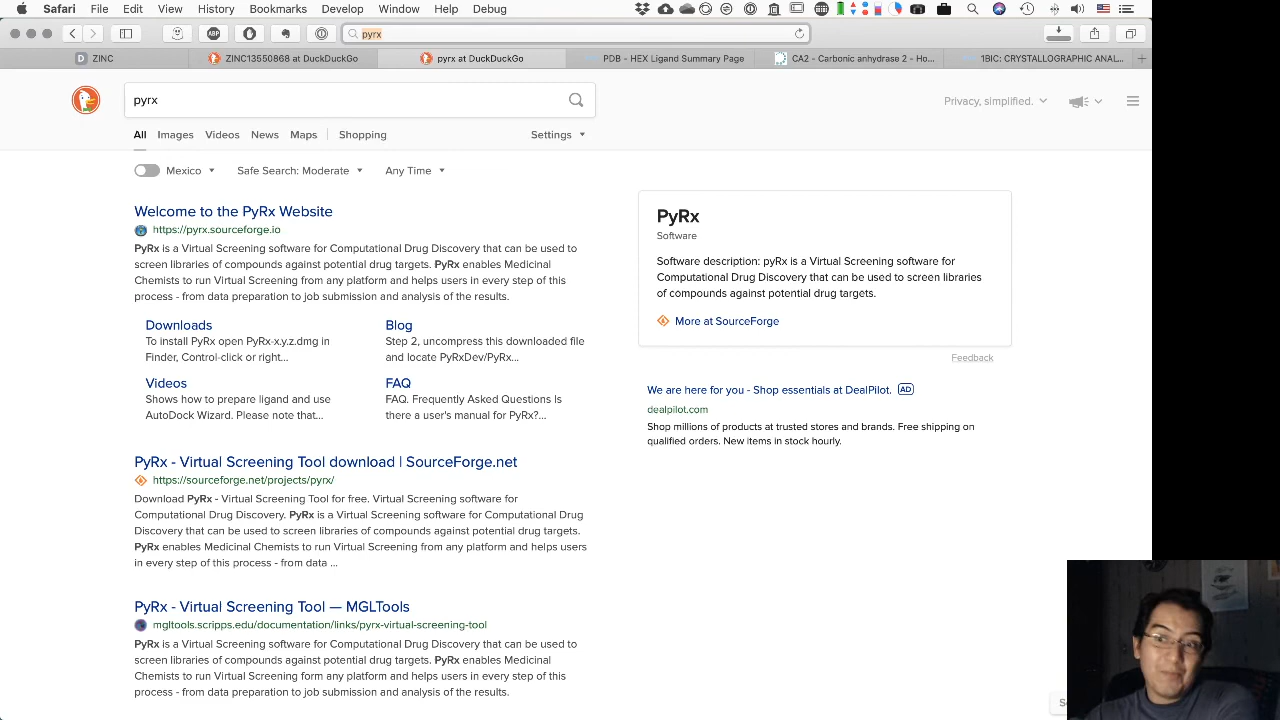 Safari File Edit View History Bookmarks Develop Window Help Debug
pyrx
ZINC
ZINC13550868 at DuckDuckGo
pyrx at DuckDuckGo
PDB - HEX Ligand Summary Page
CA2 - Carbonic anhydrase 2 - Ho...
1BIC: CRYSTALLOGRAPHIC ANAL...
pyrx
Privacy, simplified.
All Images Videos News Maps Shopping Settings
Mexico Safe Search: Moderate Any Time
Welcome to the PyRx Website
https://pyrx.sourceforge.io
PyRx is a Virtual Screening software for Computational Drug Discovery that can be used to
screen libraries of compounds against potential drug targets. PyRx enables Medicinal
Chemists to run Virtual Screening from any platform and helps users in every step of this
process - from data preparation to job submission and analysis of the results.
Downloads
To install PyRx open PyRx-x.y.z.dmg in
Finder, Control-click or right...
Blog
Step 2, uncompress this downloaded file
and locate PyRxDev/PyRx...
Videos
Shows how to prepare ligand and use
AutoDock Wizard. Please note that...
FAQ
FAQ. Frequently Asked Questions Is
there a user's manual for PyRx?...
PyRx - Virtual Screening Tool download | SourceForge.net
https://sourceforge.net/projects/pyrx/
Download PyRx - Virtual Screening Tool for free. Virtual Screening software for
Computational Drug Discovery. PyRx is a Virtual Screening software for Computational Drug
Discovery that can be used to screen libraries of compounds against potential drug targets.
PyRx enables Medicinal Chemists to run Virtual Screening from any platform and helps users
in every step of this process - from data ...
PyRx - Virtual Screening Tool — MGLTools
mgltools.scripps.edu/documentation/links/pyrx-virtual-screening-tool
PyRx is a Virtual Screening software for Computational Drug Discovery that can be used to
screen libraries of compounds against potential drug targets. PyRx enables Medicinal
Chemists to run Virtual Screening form any platform and helps users in every step of this
process - from data preparation to job submission and analysis of the results.
PyRx
Software
Software description: pyRx is a Virtual Screening software for
Computational Drug Discovery that can be used to screen libraries
of compounds against potential drug targets.
More at SourceForge
Feedback
We are here for you - Shop essentials at DealPilot. AD
dealpilot.com
Shop millions of products at trusted stores and brands. Free shipping on
qualified orders. New items in stock hourly.